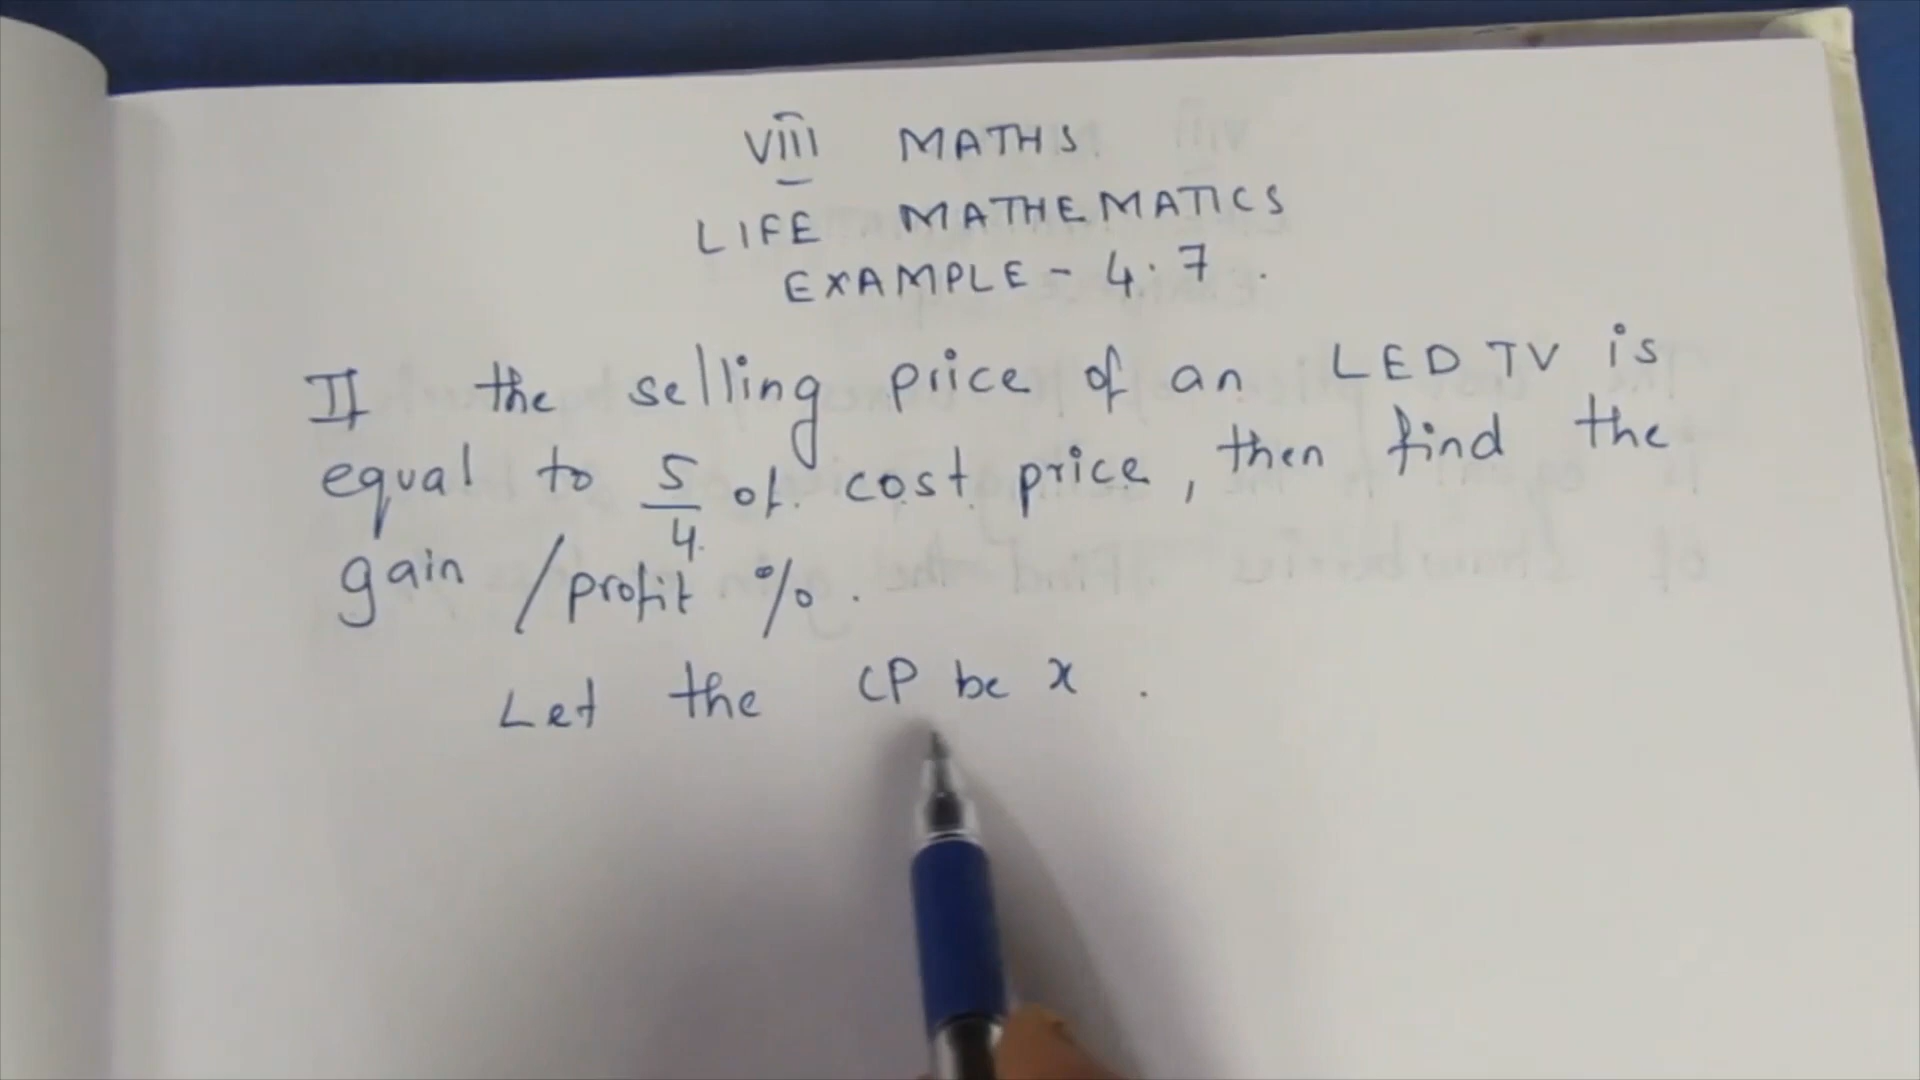 VIII MATHS
LIFE MATHEMATICS
EXAMPLE - 4.7.
If the selling price of an LED TV is
equal to 5/4 of cost price, then find the
gain / profit %.
Let the CP be x.